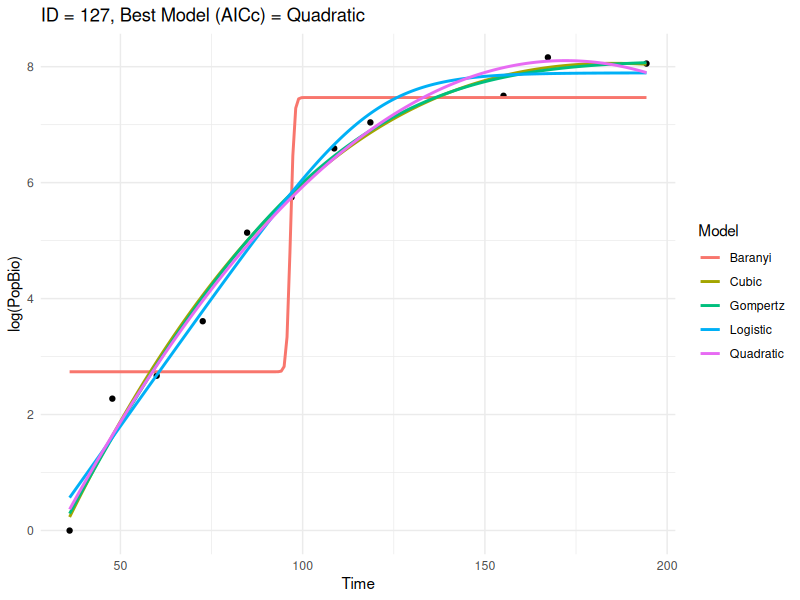 ID = 127, Best Model (AICc) = Quadratic
log(PopBio)
8
6
4
2
0
50
100
150
200
Time
Model
Baranyi
Cubic
Gompertz
Logistic
Quadratic